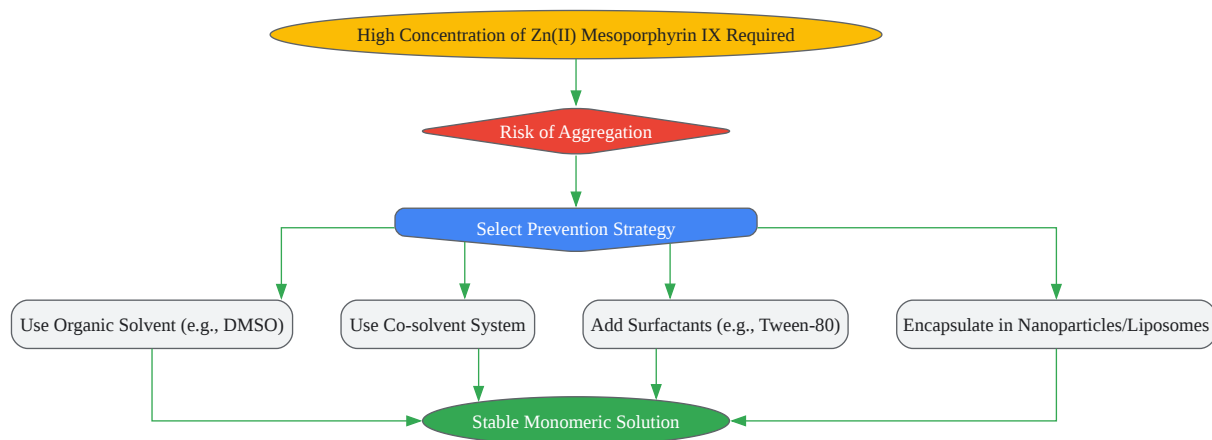 High Concentration of Zn(II) Mesoporphyrin IX Required
Risk of Aggregation
Select Prevention Strategy
Use Organic Solvent (e.g., DMSO)
Use Co-solvent System
Add Surfactants (e.g., Tween-80)
Encapsulate in Nanoparticles/Liposomes
Stable Monomeric Solution